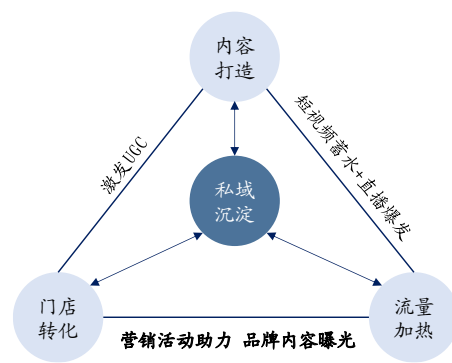 内容
打造
激发UGC
短视频蓄水+直播爆发
私域
沉淀
门店
转化
流量
加热
营销活动助力 品牌内容曝光